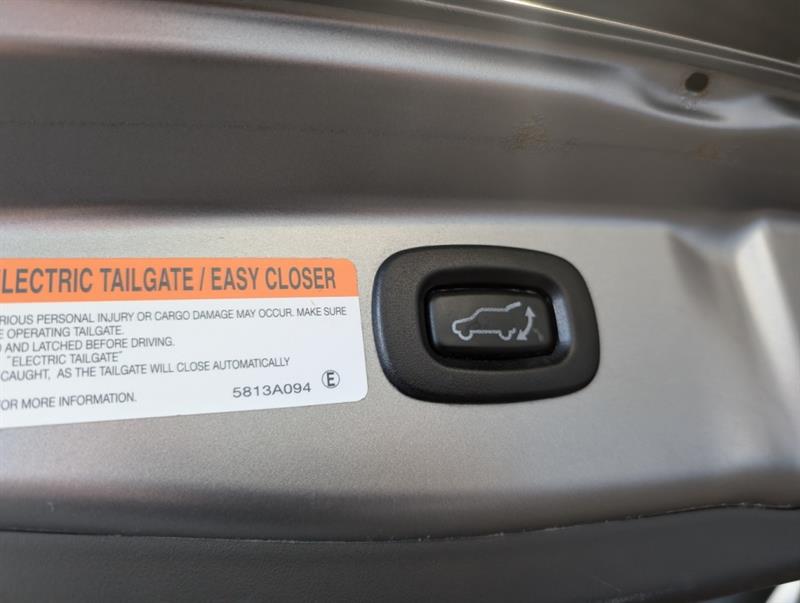 ELECTRIC TAILGATE / EASY CLOSER
RIOUS PERSONAL INJURY OR CARGO DAMAGE MAY OCCUR. MAKE SURE
E OPERATING TAILGATE.
AND LATCHED BEFORE DRIVING.
"ELECTRIC TAILGATE"
CAUGHT, AS THE TAILGATE WILL CLOSE AUTOMATICALLY
FOR MORE INFORMATION.
5813A094 Ⓔ